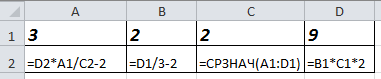 A B C D
1 3 2 2 9
2 =D2*A1/C2-2 =D1/3-2 =СРЗНАЧ(A1:D1) =B1*C1*2